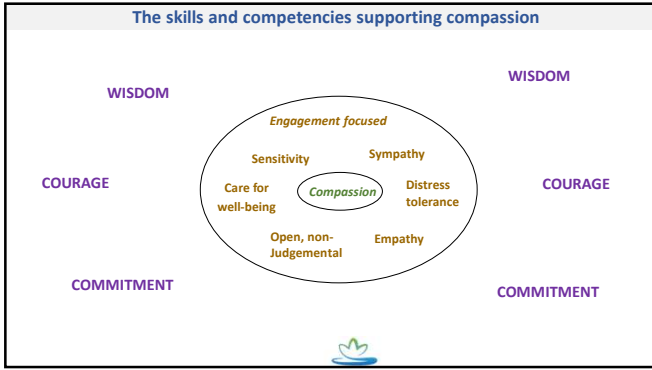 The skills and competencies supporting compassion
WISDOM
WISDOM
Engagement focused
Sensitivity
Sympathy
COURAGE
Care for
well-being
Compassion
Distress
tolerance
COURAGE
Open, non-
Judgemental
Empathy
COMMITMENT
COMMITMENT